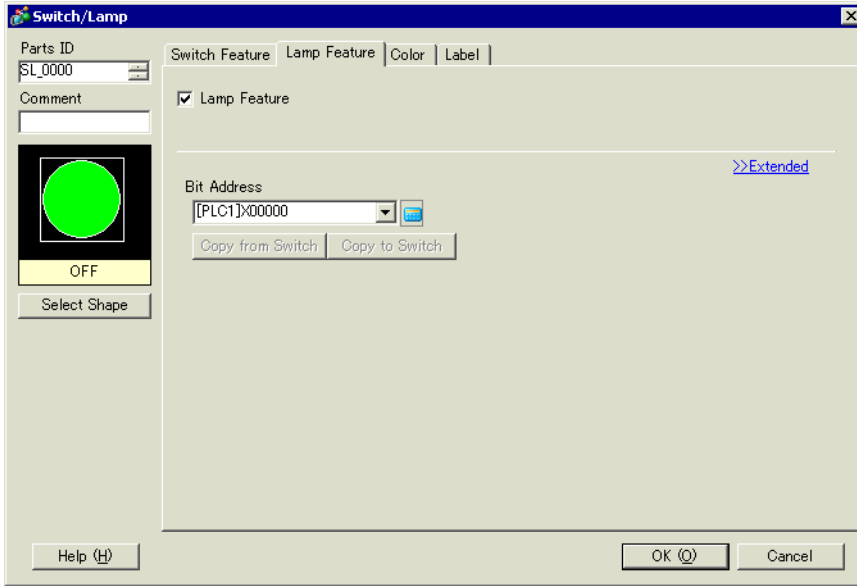 Switch/Lamp
Parts ID
SL_0000
Comment
OFF
Select Shape
Switch Feature Lamp Feature Color Label
Lamp Feature
>>Extended
Bit Address
[PLC1]X00000
Copy from Switch Copy to Switch
Help (H) OK (O) Cancel